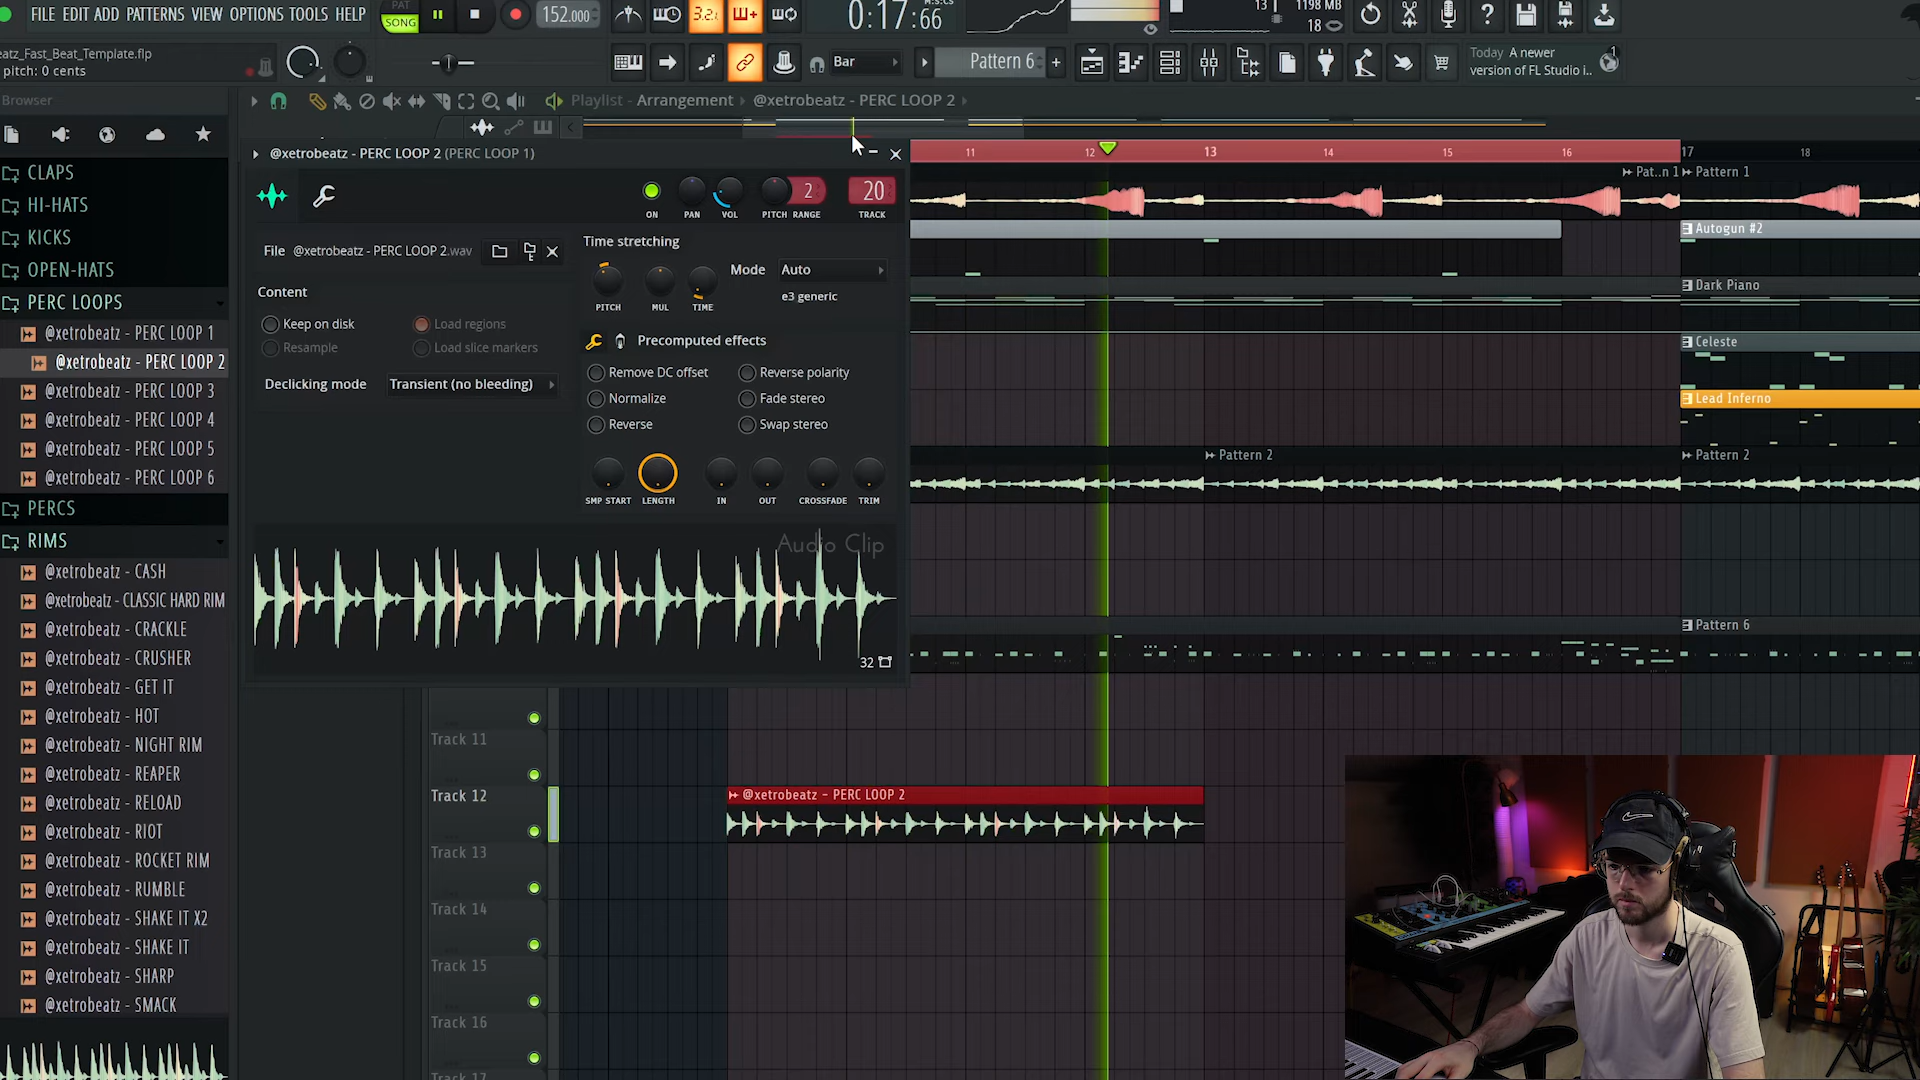 FILE EDIT ADD PATTERNS VIEW OPTIONS TOOLS HELP
PAT
SONG
152.000
3.2.
0:17:66
M:S:CS
13
1198 MB
18
eatz_Fast_Beat_Template.flp
pitch: 0 cents
Bar
Pattern 6
Today A newer
version of FL Studio i..
1
Browser
Playlist - Arrangement
@xetrobeatz - PERC LOOP 2
@xetrobeatz - PERC LOOP 2 (PERC LOOP 1)
11
12
13
14
15
16
17
18
CLAPS
HI-HATS
KICKS
OPEN-HATS
PERC LOOPS
@xetrobeatz - PERC LOOP 1
@xetrobeatz - PERC LOOP 2
@xetrobeatz - PERC LOOP 3
@xetrobeatz - PERC LOOP 4
@xetrobeatz - PERC LOOP 5
@xetrobeatz - PERC LOOP 6
PERCS
RIMS
@xetrobeatz - CASH
@xetrobeatz - CLASSIC HARD RIM
@xetrobeatz - CRACKLE
@xetrobeatz - CRUSHER
@xetrobeatz - GET IT
@xetrobeatz - HOT
@xetrobeatz - NIGHT RIM
@xetrobeatz - REAPER
@xetrobeatz - RELOAD
@xetrobeatz - RIOT
@xetrobeatz - ROCKET RIM
@xetrobeatz - RUMBLE
@xetrobeatz - SHAKE IT X2
@xetrobeatz - SHAKE IT
@xetrobeatz - SHARP
@xetrobeatz - SMACK
2
20
ON
PAN
VOL
PITCH RANGE
TRACK
File @xetrobeatz - PERC LOOP 2.wav
Content
Keep on disk
Load regions
Resample
Load slice markers
Declicking mode
Transient (no bleeding)
Time stretching
Mode
Auto
e3 generic
PITCH
MUL
TIME
Precomputed effects
Remove DC offset
Reverse polarity
Normalize
Fade stereo
Reverse
Swap stereo
SMP START
LENGTH
IN
OUT
CROSSFADE
TRIM
Audio Clip
32
Pat..n 1
Pattern 1
Autogun #2
Dark Piano
Celeste
Lead Inferno
Pattern 2
Pattern 2
Pattern 6
Track 11
Track 12
@xetrobeatz - PERC LOOP 2
Track 13
Track 14
Track 15
Track 16
Track 17